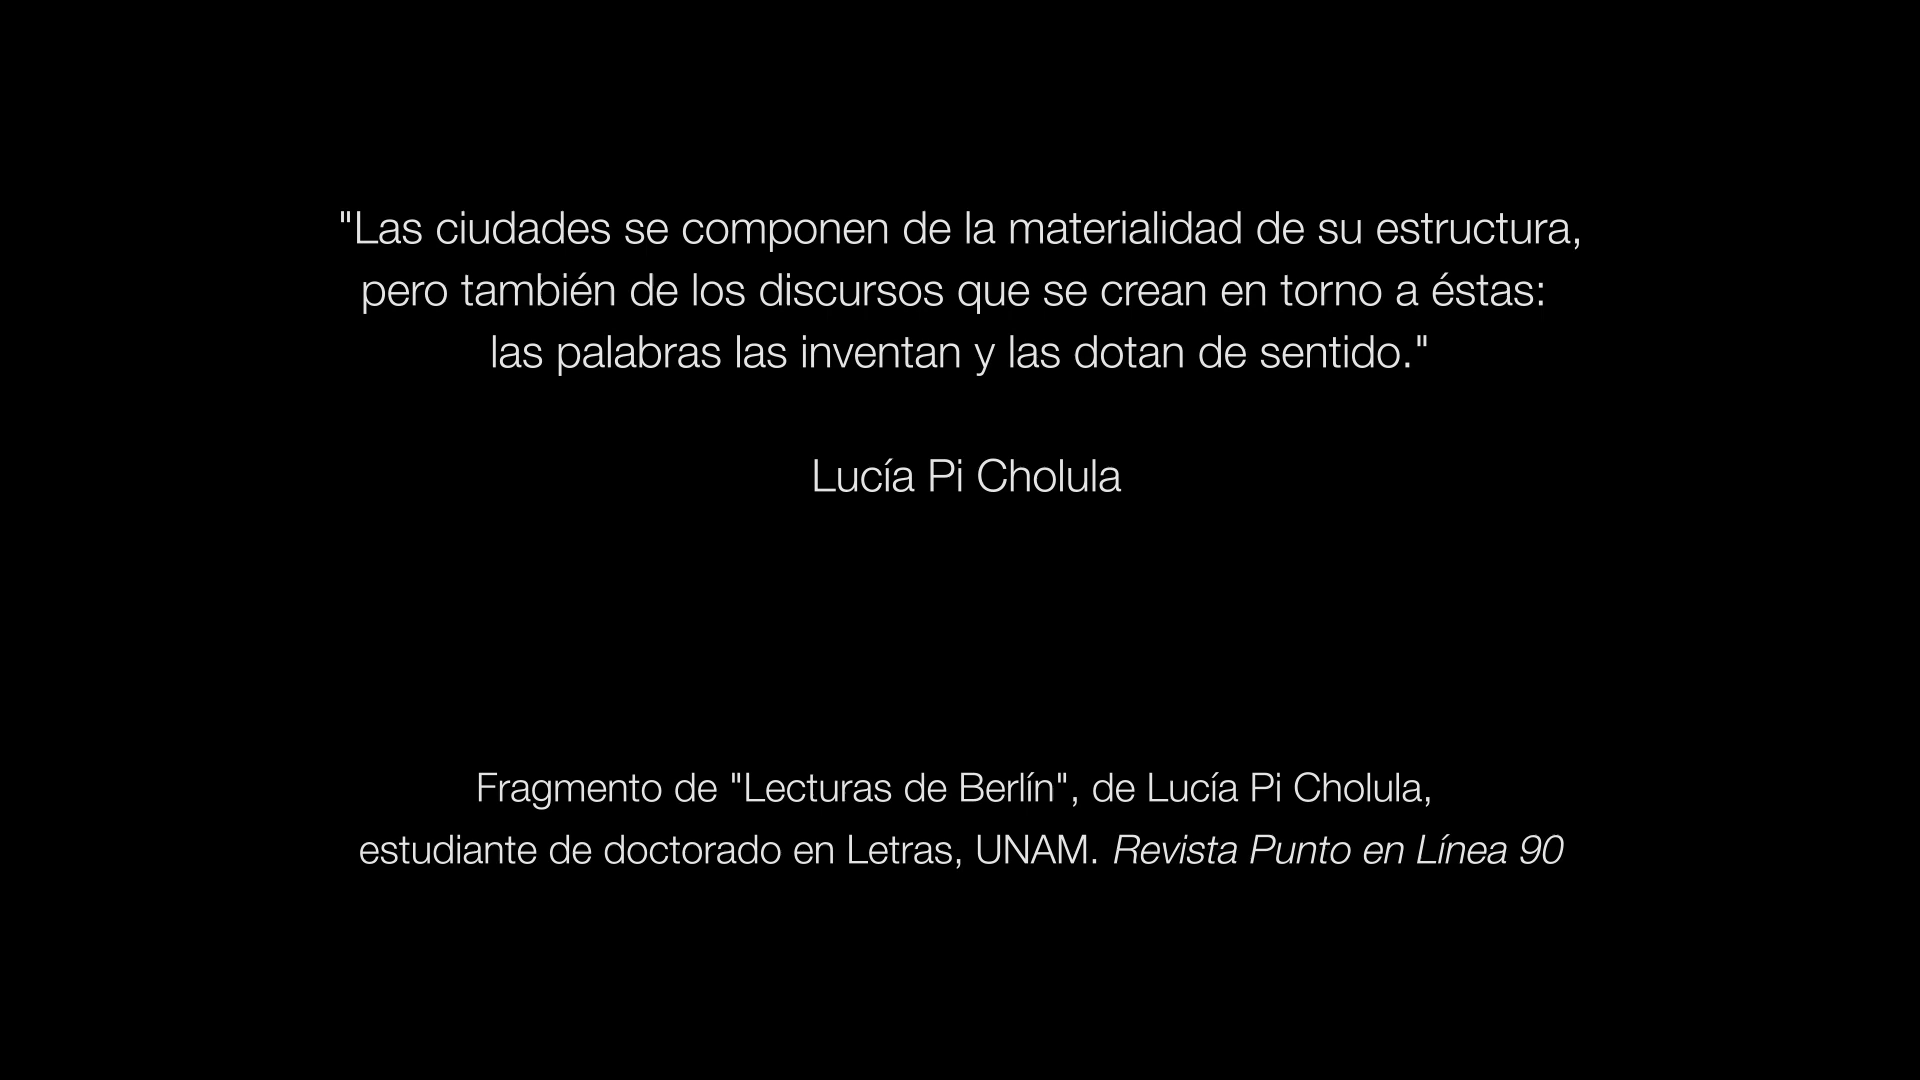 "Las ciudades se componen de la materialidad de su estructura,
pero también de los discursos que se crean en torno a éstas:
las palabras las inventan y las dotan de sentido."
Lucía Pi Cholula
Fragmento de "Lecturas de Berlín", de Lucía Pi Cholula,
estudiante de doctorado en Letras, UNAM. Revista Punto en Línea 90